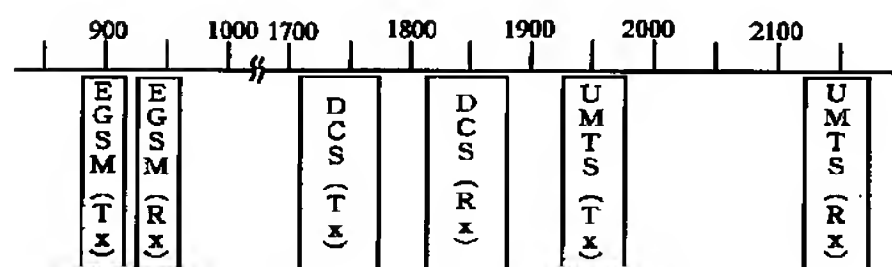 900 1000 1700 1800 1900 2000 2100
EGSM (Tx)
EGSM (Rx)
DCS (Tx)
DCS (Rx)
UMTS (Tx)
UMTS (Rx)